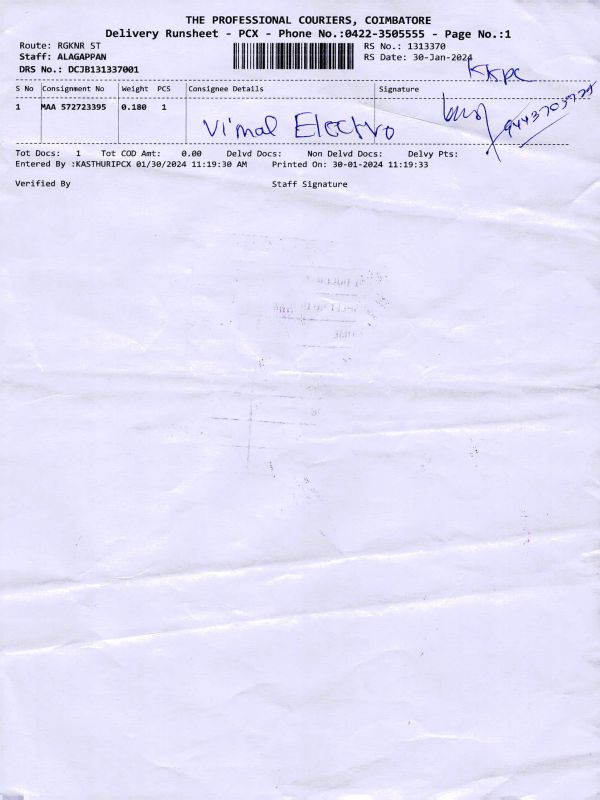 THE PROFESSIONAL COURIERS, COIMBATORE
Delivery Runsheet - PCX - Phone No.:0422-3505555 - Page No.:1
Route: RGKNR ST
RS No.: 1313370
Staff: ALAGAPPAN
RS Date: 30-Jan-2024
DRS No.: DCJB131337001
KKPC
S No Consignment No Weight PCS Consignee Details Signature
1 MAA 572723395 0.180 1
Vimal Electro
Tot Docs: 1 Tot COD Amt: 0.00 Delvd Docs: Non Delvd Docs: Delvy Pts:
Entered By :KASTHURIPCX 01/30/2024 11:19:30 AM Printed On: 30-01-2024 11:19:33
Verified By Staff Signature